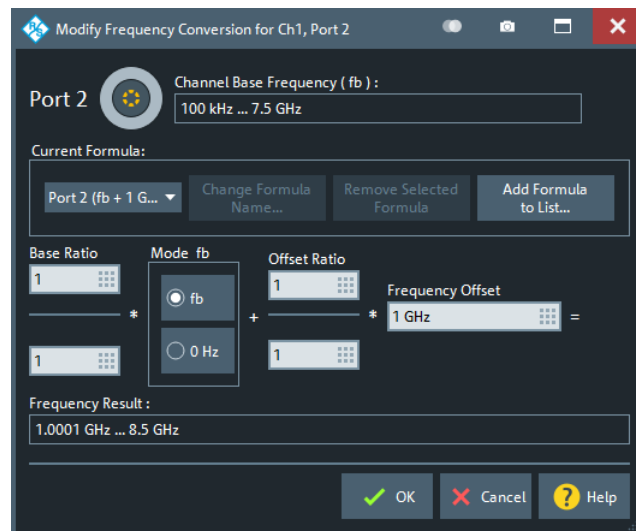 Modify Frequency Conversion for Ch1, Port 2
Port 2
Channel Base Frequency ( fb ) :
100 kHz ... 7.5 GHz
Current Formula:
Port 2 (fb + 1 G...
Change Formula
Name...
Remove Selected
Formula
Add Formula
to List...
Base Ratio
1
1
*
Mode fb
fb
0 Hz
+
Offset Ratio
1
1
*
Frequency Offset
1 GHz
=
Frequency Result :
1.0001 GHz ... 8.5 GHz
OK
Cancel
? Help